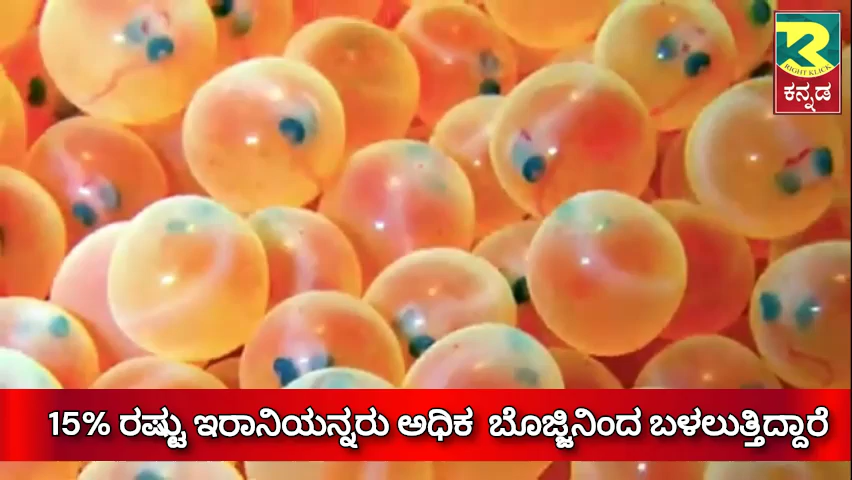 RIGHT KLICK
ಕನ್ನಡ
15% ರಷ್ಟು ಇರಾನಿಯನ್ನರು ಅಧಿಕ ಬೊಜ್ಜಿನಿಂದ ಬಳಲುತ್ತಿದ್ದಾರೆ